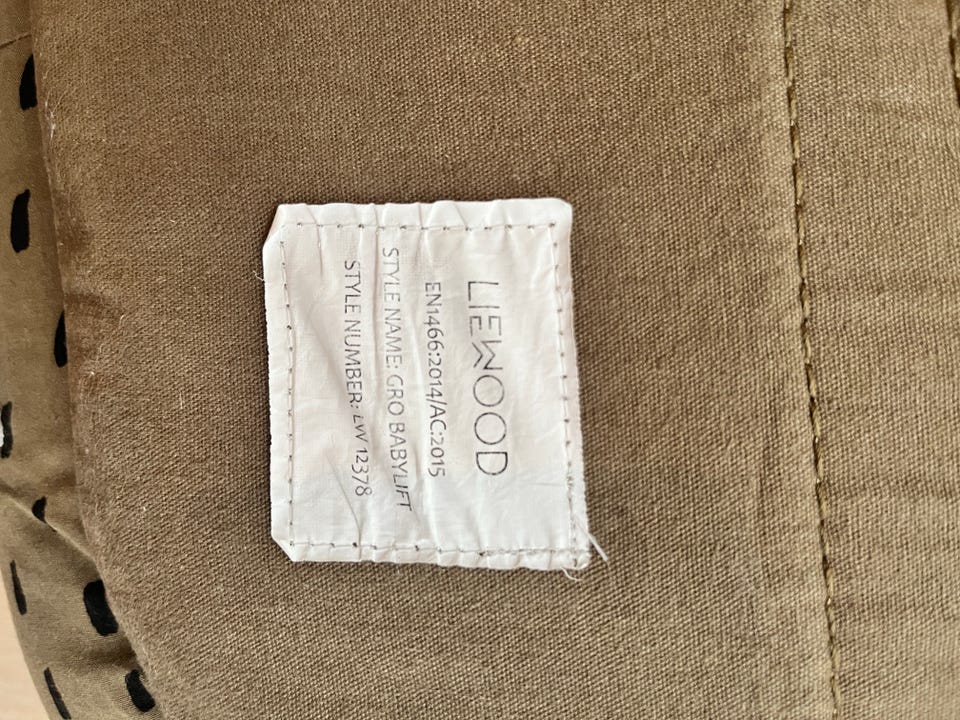 LIEWOOD
EN1466:2014/AC:2015
STYLE NAME: GRO BABYLIFT
STYLE NUMBER: LW 12378